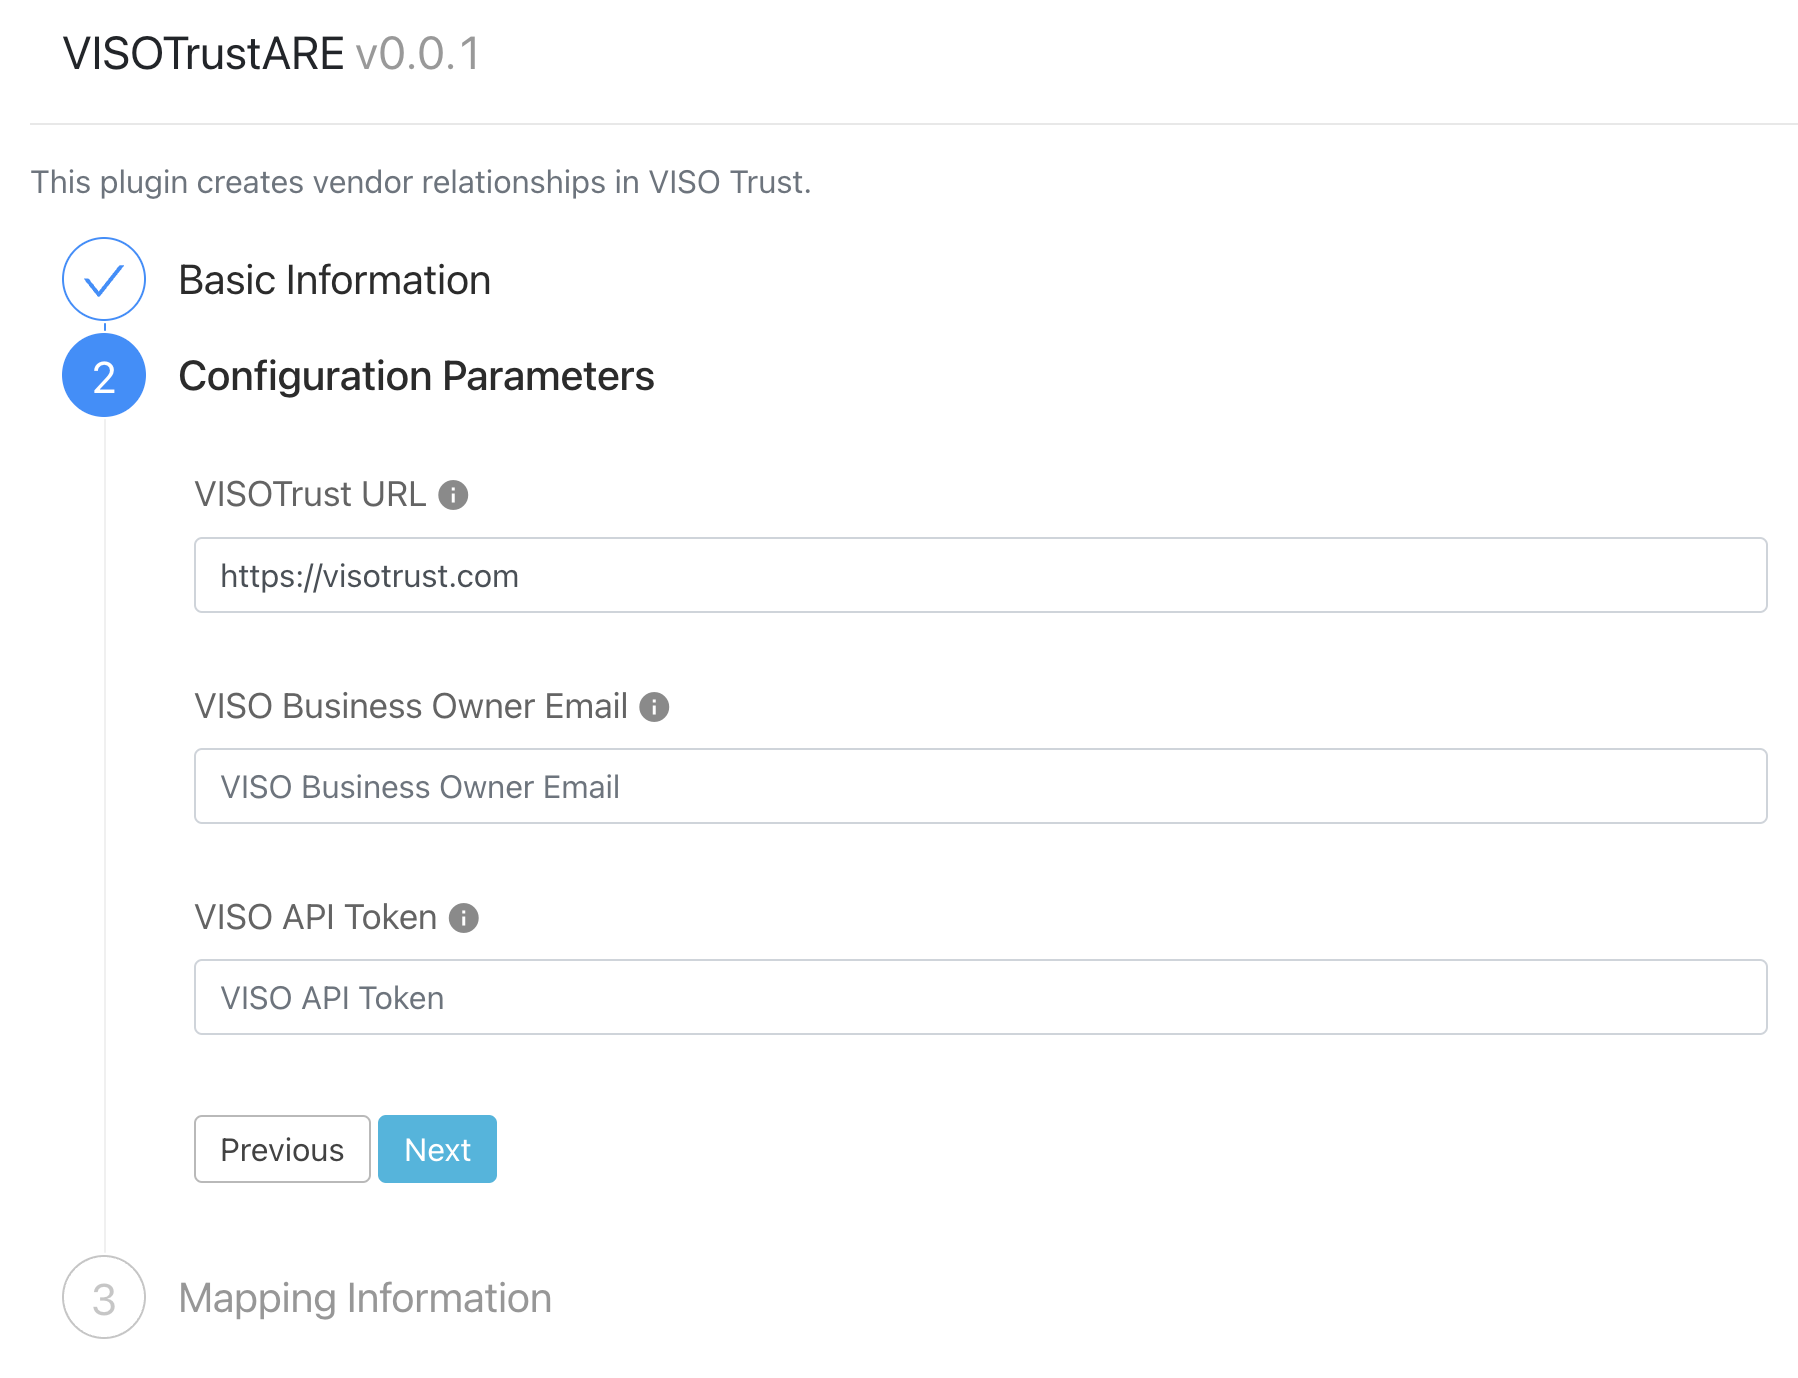 VISOTrustARE v0.0.1
This plugin creates vendor relationships in VISO Trust.
Basic Information
2 Configuration Parameters
VISOTrust URL i
https://visotrust.com
VISO Business Owner Email i
VISO Business Owner Email
VISO API Token i
VISO API Token
Previous Next
3 Mapping Information